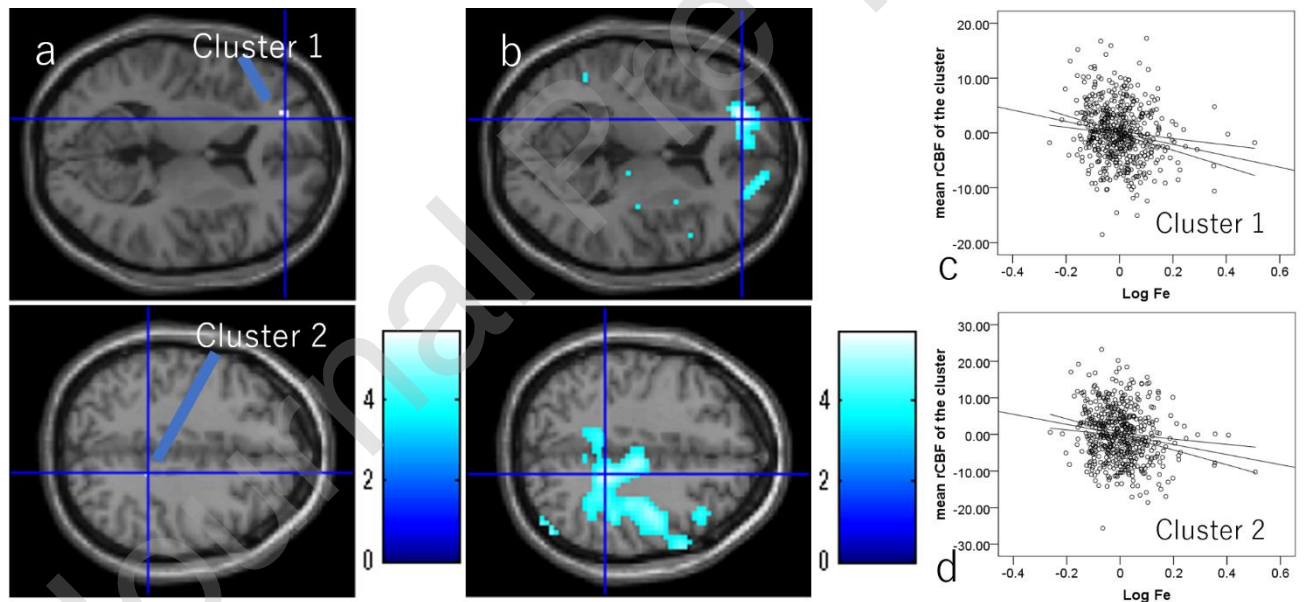 a
Cluster 1
Cluster 2
4
2
0
b
4
2
0
20.00
10.00
0.00
-10.00
-20.00
mean rCBF of the cluster
Cluster 1
c
-0.4 -0.2 0 0.2 0.4 0.6
Log Fe
30.00
20.00
10.00
0.00
-10.00
-20.00
-30.00
mean rCBF of the cluster
Cluster 2
d
-0.4 -0.2 0 0.2 0.4 0.6
Log Fe
Journal Pre